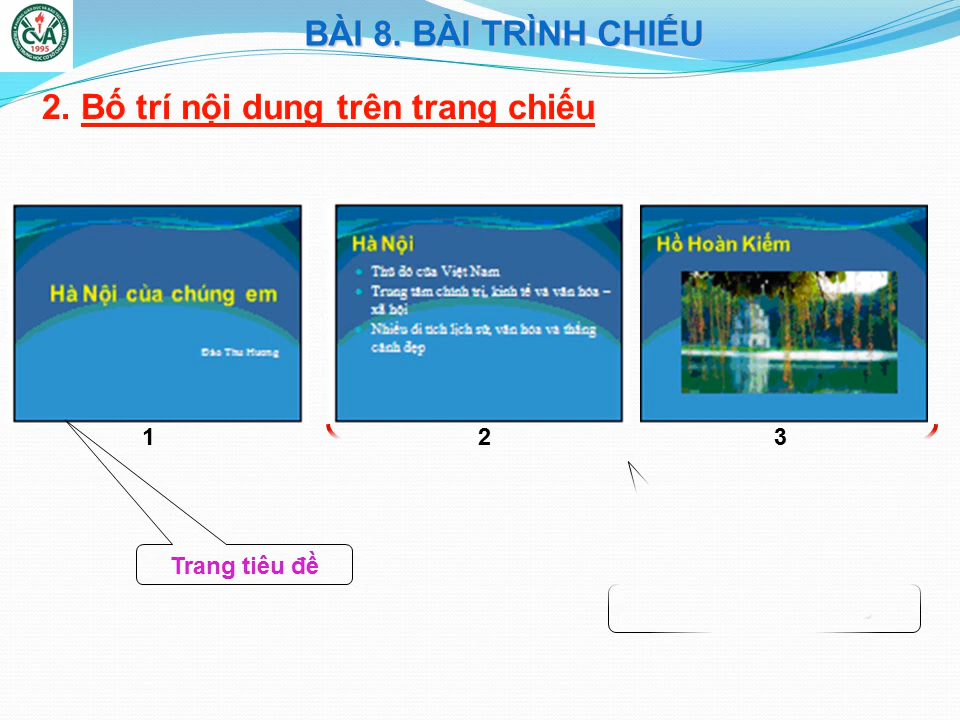 CVA
1995
BÀI 8. BÀI TRÌNH CHIẾU
2. Bố trí nội dung trên trang chiếu
Hà Nội của chúng em
Đào Thu Hương
Hà Nội
Thủ đô của Việt Nam
Trung tâm chính trị, kinh tế và văn hóa –
xã hội
Nhiều di tích lịch sử, văn hóa và thắng
cảnh đẹp
Hồ Hoàn Kiếm
1
2
3
Trang tiêu đề